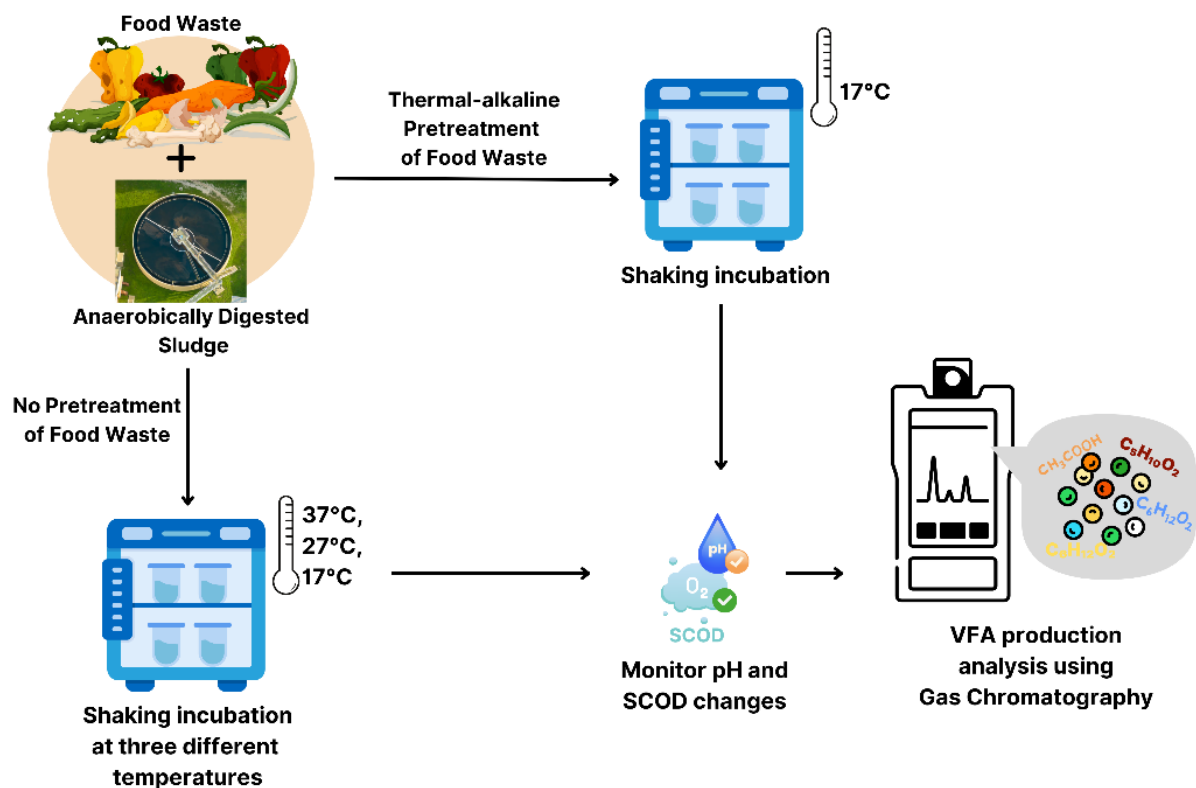 Food Waste
+
Anaerobically Digested
Sludge
Thermal-alkaline
Pretreatment
of Food Waste
17°C
Shaking incubation
No Pretreatment
of Food Waste
37°C,
27°C,
17°C
Shaking incubation
at three different
temperatures
pH
O₂
SCOD
Monitor pH and
SCOD changes
CH₃COOH
C₅H₁₀O₂
C₆H₁₂O₂
VFA production
analysis using
Gas Chromatography